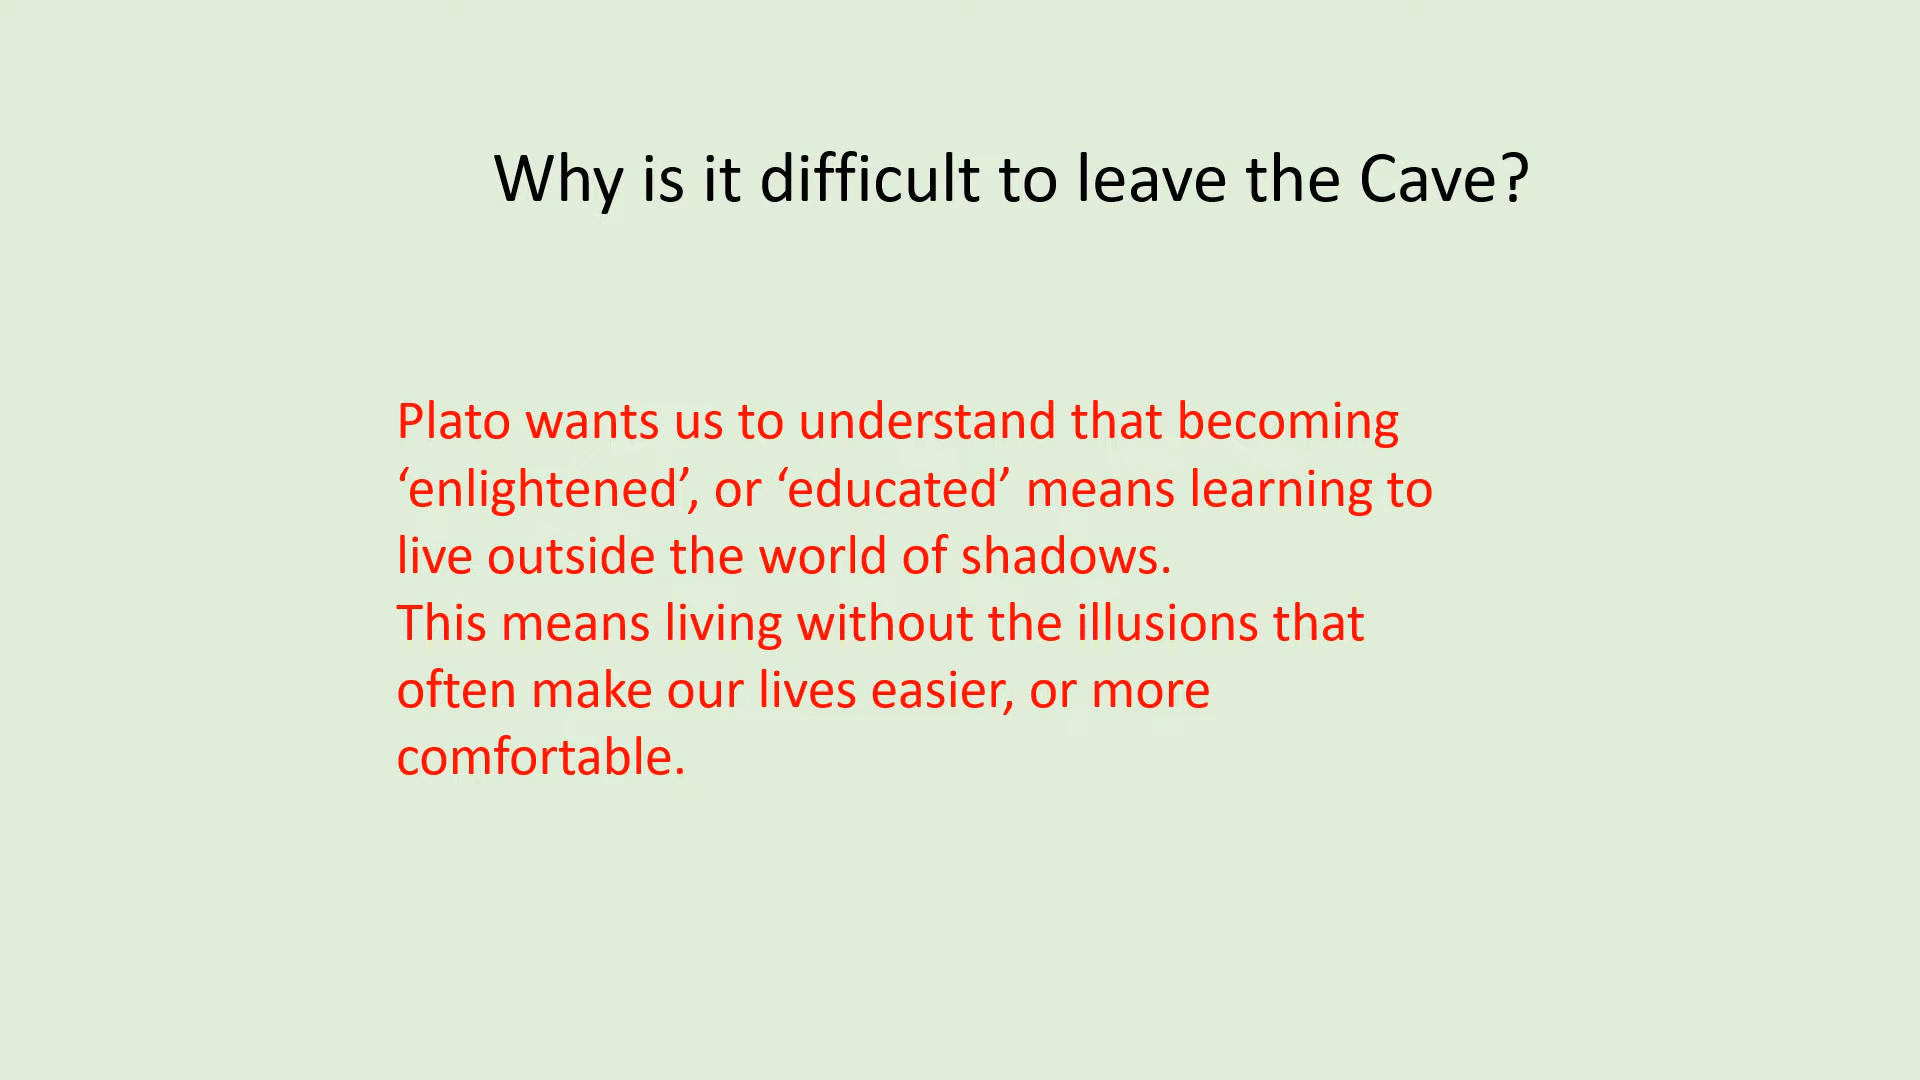 Why is it difficult to leave the Cave?
Plato wants us to understand that becoming
‘enlightened’, or ‘educated’ means learning to
live outside the world of shadows.
This means living without the illusions that
often make our lives easier, or more
comfortable.